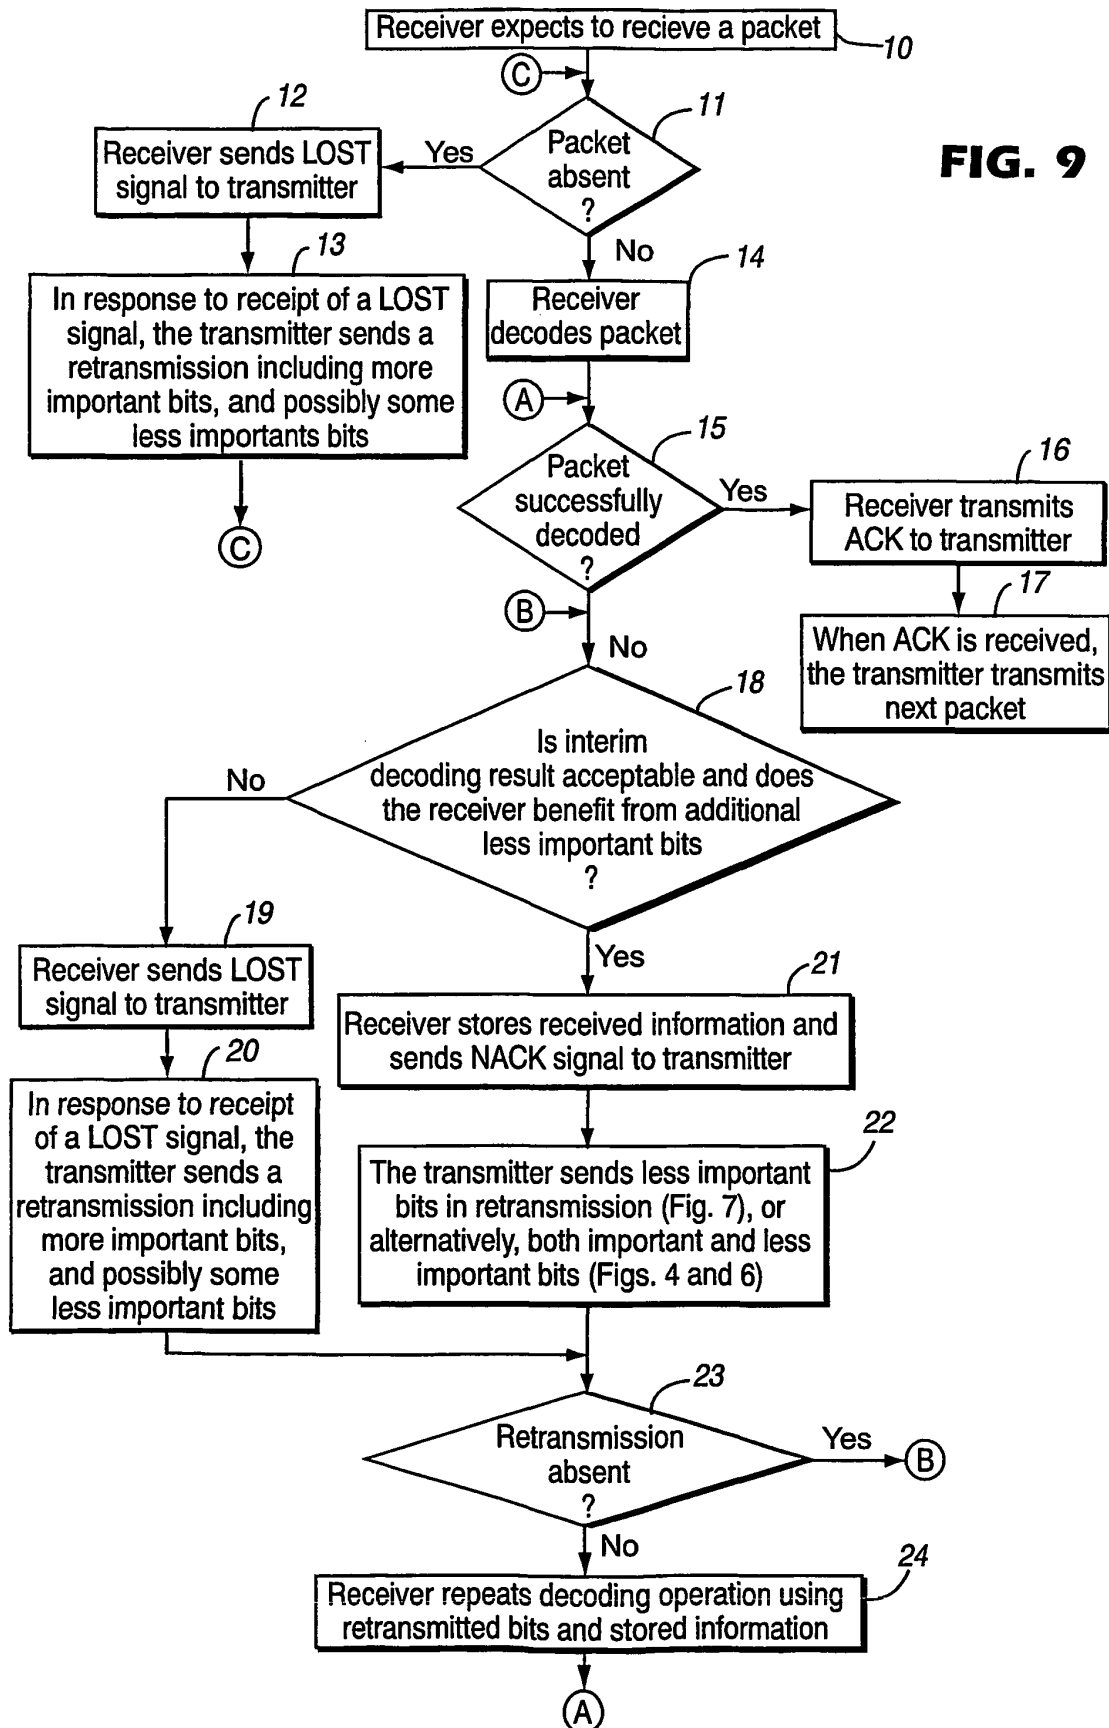 Receiver expects to recieve a packet
10
C
12
11
Receiver sends LOST
signal to transmitter
Yes
Packet
absent
?
FIG. 9
13
No
14
In response to receipt of a LOST
signal, the transmitter sends a
retransmission including more
important bits, and possibly some
less importants bits
Receiver
decodes packet
A
C
15
Packet
successfully
decoded
?
Yes
16
Receiver transmits
ACK to transmitter
17
When ACK is received,
the transmitter transmits
next packet
B
No
18
Is interim
decoding result acceptable and does
the receiver benefit from additional
less important bits
?
No
Yes
19
Receiver sends LOST
signal to transmitter
20
In response to receipt
of a LOST signal, the
transmitter sends a
retransmission including
more important bits,
and possibly some
less important bits
21
Receiver stores received information and
sends NACK signal to transmitter
22
The transmitter sends less important
bits in retransmission (Fig. 7), or
alternatively, both important and less
important bits (Figs. 4 and 6)
23
Retransmission
absent
?
Yes
B
No
24
Receiver repeats decoding operation using
retransmitted bits and stored information
A